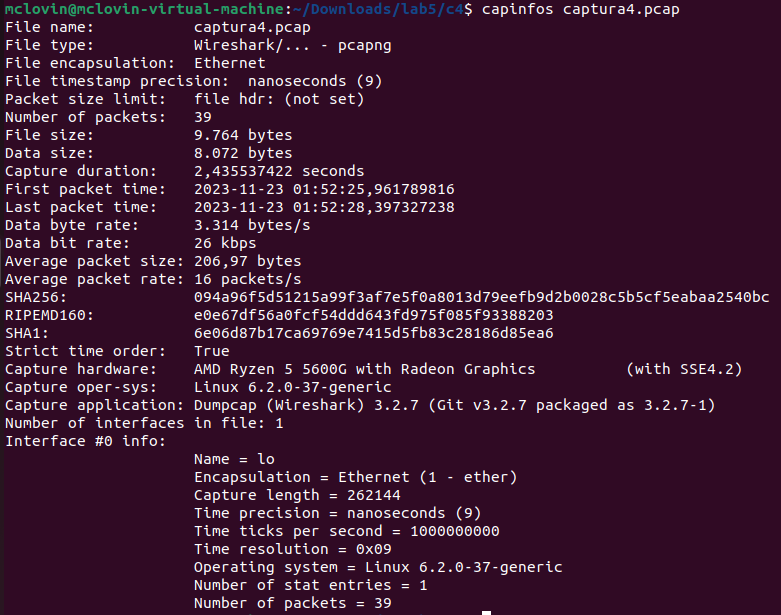 mclovin@mclovin-virtual-machine:~/Downloads/lab5/c4$ capinfos captura4.pcap
File name:           captura4.pcap
File type:           Wireshark/... - pcapng
File encapsulation:  Ethernet
File timestamp precision:  nanoseconds (9)
Packet size limit:   file hdr: (not set)
Number of packets:   39
File size:           9.764 bytes
Data size:           8.072 bytes
Capture duration:    2,435537422 seconds
First packet time:   2023-11-23 01:52:25,961789816
Last packet time:    2023-11-23 01:52:28,397327238
Data byte rate:      3.314 bytes/s
Data bit rate:       26 kbps
Average packet size: 206,97 bytes
Average packet rate: 16 packets/s
SHA256:              094a96f5d51215a99f3af7e5f0a8013d79eefb9d2b0028c5b5cf5eabaa2540bc
RIPEMD160:           e0e67df56a0fcf54ddd643fd975f085f93388203
SHA1:                6e06d87b17ca69769e7415d5fb83c28186d85ea6
Strict time order:   True
Capture hardware:    AMD Ryzen 5 5600G with Radeon Graphics          (with SSE4.2)
Capture oper-sys:    Linux 6.2.0-37-generic
Capture application: Dumpcap (Wireshark) 3.2.7 (Git v3.2.7 packaged as 3.2.7-1)
Number of interfaces in file: 1
Interface #0 info:
                     Name = lo
                     Encapsulation = Ethernet (1 - ether)
                     Capture length = 262144
                     Time precision = nanoseconds (9)
                     Time ticks per second = 1000000000
                     Time resolution = 0x09
                     Operating system = Linux 6.2.0-37-generic
                     Number of stat entries = 1
                     Number of packets = 39